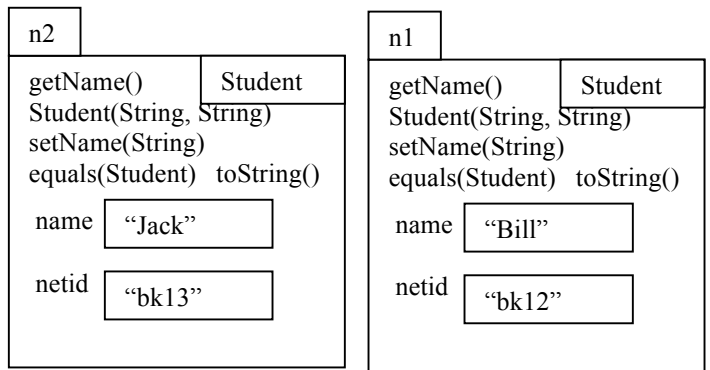 n2
getName() Student
Student(String, String)
setName(String)
equals(Student) toString()
name “Jack”
netid “bk13”
n1
getName() Student
Student(String, String)
setName(String)
equals(Student) toString()
name “Bill”
netid “bk12”